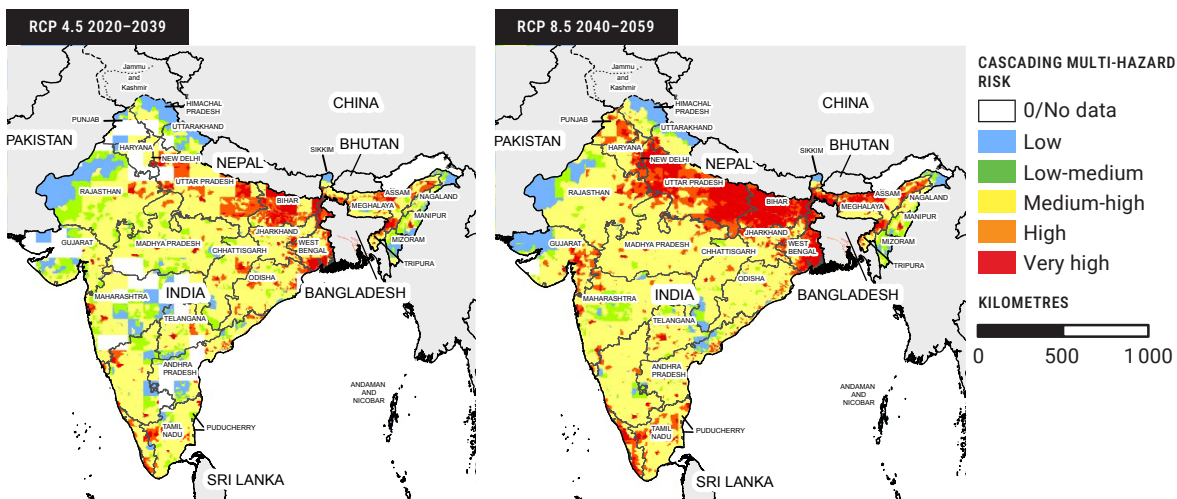 RCP 4.5 2020–2039
Jammu
and
Kashmir
CHINA
HIMACHAL
PRADESH
PUNJAB
UTTARAKHAND
PAKISTAN
HARYANA
NEW DELHI
NEPAL
SIKKIM
BHUTAN
RAJASTHAN
UTTAR PRADESH
BIHAR
ASSAM
NAGALAND
MEGHALAYA
MANIPUR
JHARKHAND
GUJARAT
MADHYA PRADESH
CHHATTISGARH
WEST
BENGAL
MIZORAM
TRIPURA
ODISHA
MAHARASHTRA
INDIA
BANGLADESH
TELANGANA
ANDHRA
PRADESH
ANDAMAN
AND
NICOBAR
TAMIL
NADU
PUDUCHERRY
SRI LANKA
RCP 8.5 2040–2059
Jammu
and
Kashmir
CHINA
HIMACHAL
PRADESH
PUNJAB
UTTARAKHAND
PAKISTAN
HARYANA
NEW DELHI
NEPAL
SIKKIM
BHUTAN
RAJASTHAN
UTTAR PRADESH
BIHAR
ASSAM
NAGALAND
MEGHALAYA
MANIPUR
JHARKHAND
GUJARAT
MADHYA PRADESH
CHHATTISGARH
WEST
BENGAL
MIZORAM
TRIPURA
ODISHA
MAHARASHTRA
INDIA
BANGLADESH
TELANGANA
ANDHRA
PRADESH
ANDAMAN
AND
NICOBAR
TAMIL
NADU
PUDUCHERRY
SRI LANKA
CASCADING MULTI-HAZARD
RISK
0/No data
Low
Low-medium
Medium-high
High
Very high
KILOMETRES
0 500 1 000